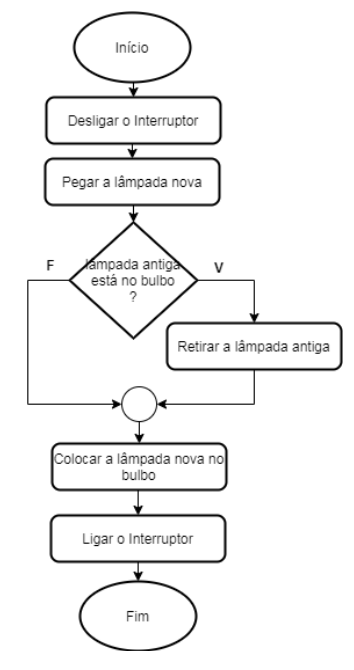 Início
Desligar o Interruptor
Pegar a lâmpada nova
F
lâmpada antiga
está no bulbo
?
V
Retirar a lâmpada antiga
Colocar a lâmpada nova no
bulbo
Ligar o Interruptor
Fim